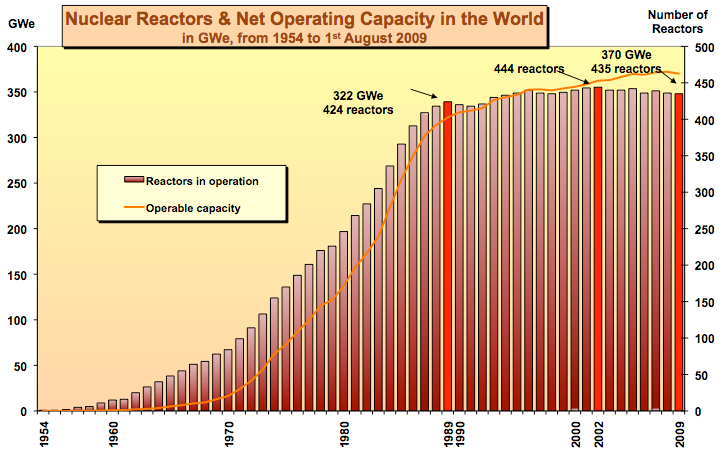 Nuclear Reactors & Net Operating Capacity in the World
in GWe, from 1954 to 1st August 2009
GWe
Number of
Reactors
400
350
300
250
200
150
100
50
0
500
450
400
350
300
250
200
150
100
50
0
322 GWe
424 reactors
444 reactors
370 GWe
435 reactors
Reactors in operation
Operable capacity
1954
1960
1970
1980
1989
1990
2000
2002
2009